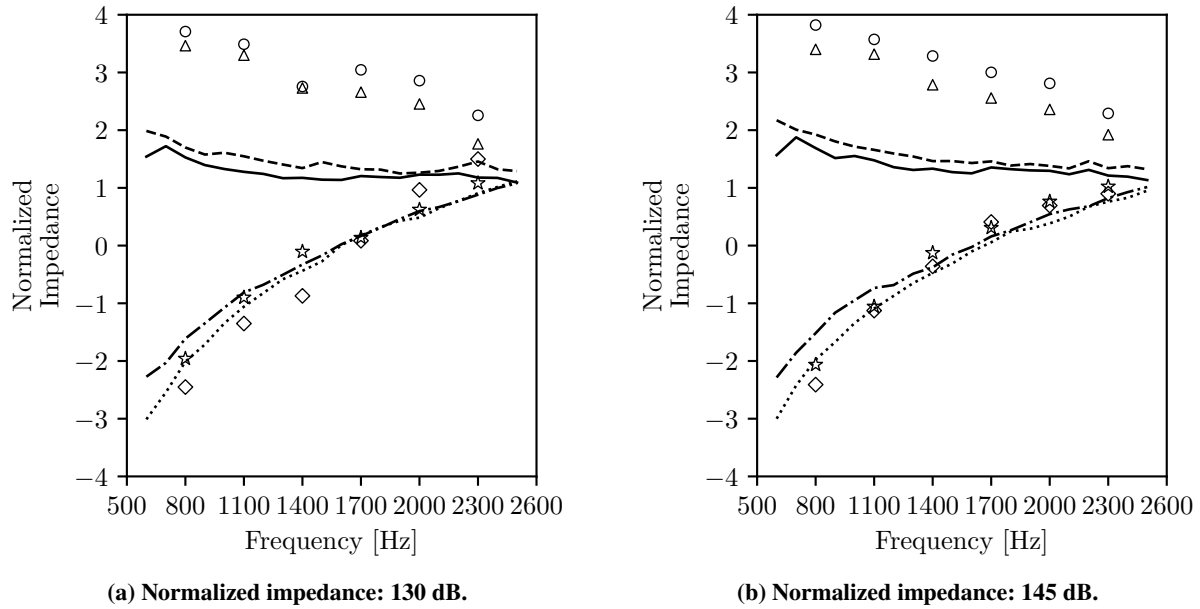 4
3
2
1
0
−1
−2
−3
−4
Normalized
Impedance
500 800 1100 1400 1700 2000 2300 2600
Frequency [Hz]
(a) Normalized impedance: 130 dB.
4
3
2
1
0
−1
−2
−3
−4
Normalized
Impedance
500 800 1100 1400 1700 2000 2300 2600
Frequency [Hz]
(b) Normalized impedance: 145 dB.